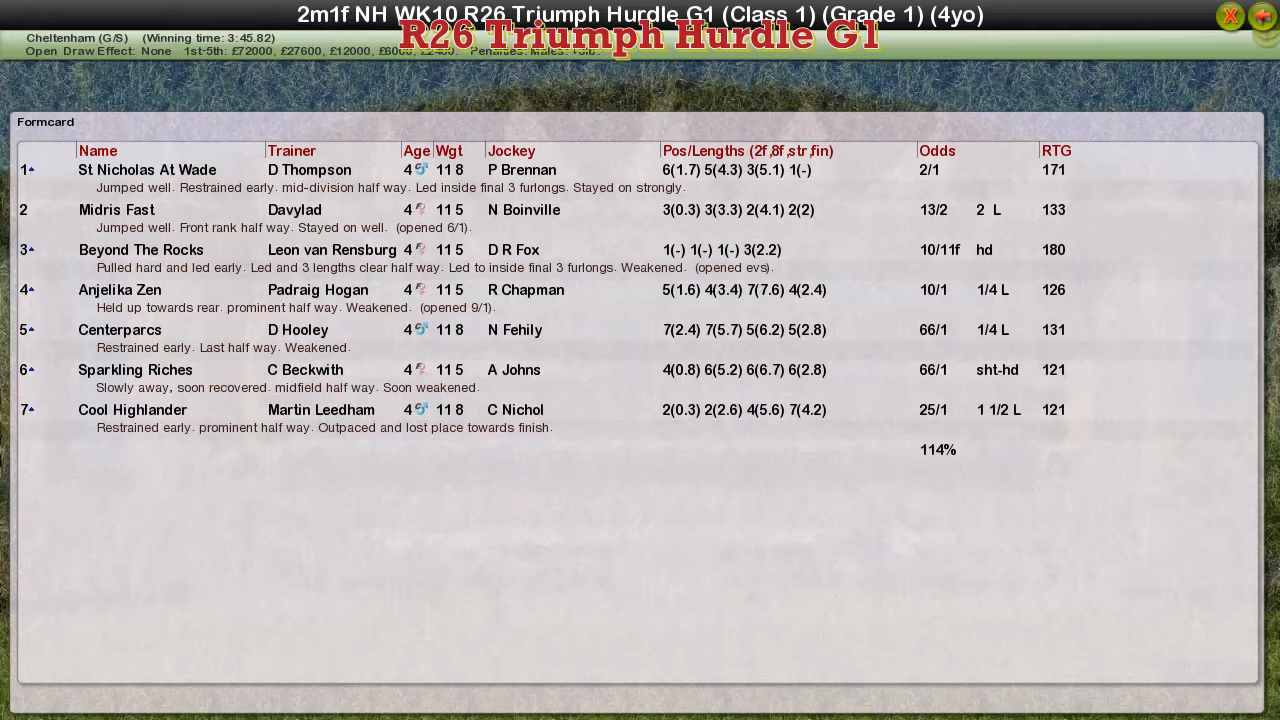 2m1f NH WK10 R26 Triumph Hurdle G1 (Class 1) (Grade 1) (4yo)
R26 Triumph Hurdle G1
Cheltenham (G/S) (Winning time: 3:45.82)
Open Draw Effect: None 1st-5th: £72000, £27600, £12000, £6000, £2400. Penalties: Males: +3lb.
Formcard
Name Trainer Age Wgt Jockey Pos/Lengths (2f,8f,str,fin) Odds RTG
1 St Nicholas At Wade D Thompson 4 11 8 P Brennan 6(1.7) 5(4.3) 3(5.1) 1(-) 2/1 171
Jumped well. Restrained early. mid-division half way. Led inside final 3 furlongs. Stayed on strongly.
2 Midris Fast Davylad 4 11 5 N Boinville 3(0.3) 3(3.3) 2(4.1) 2(2) 13/2 2 L 133
Jumped well. Front rank half way. Stayed on well. (opened 6/1).
3 Beyond The Rocks Leon van Rensburg 4 11 5 D R Fox 1(-) 1(-) 1(-) 3(2.2) 10/11f hd 180
Pulled hard and led early. Led and 3 lengths clear half way. Led to inside final 3 furlongs. Weakened. (opened evs).
4 Anjelika Zen Padraig Hogan 4 11 5 R Chapman 5(1.6) 4(3.4) 7(7.6) 4(2.4) 10/1 1/4 L 126
Held up towards rear. prominent half way. Weakened. (opened 9/1).
5 Centerparcs D Hooley 4 11 8 N Fehily 7(2.4) 7(5.7) 5(6.2) 5(2.8) 66/1 1/4 L 131
Restrained early. Last half way. Weakened.
6 Sparkling Riches C Beckwith 4 11 5 A Johns 4(0.8) 6(5.2) 6(6.7) 6(2.8) 66/1 sht-hd 121
Slowly away, soon recovered. midfield half way. Soon weakened.
7 Cool Highlander Martin Leedham 4 11 8 C Nichol 2(0.3) 2(2.6) 4(5.6) 7(4.2) 25/1 1 1/2 L 121
Restrained early. prominent half way. Outpaced and lost place towards finish.
114%